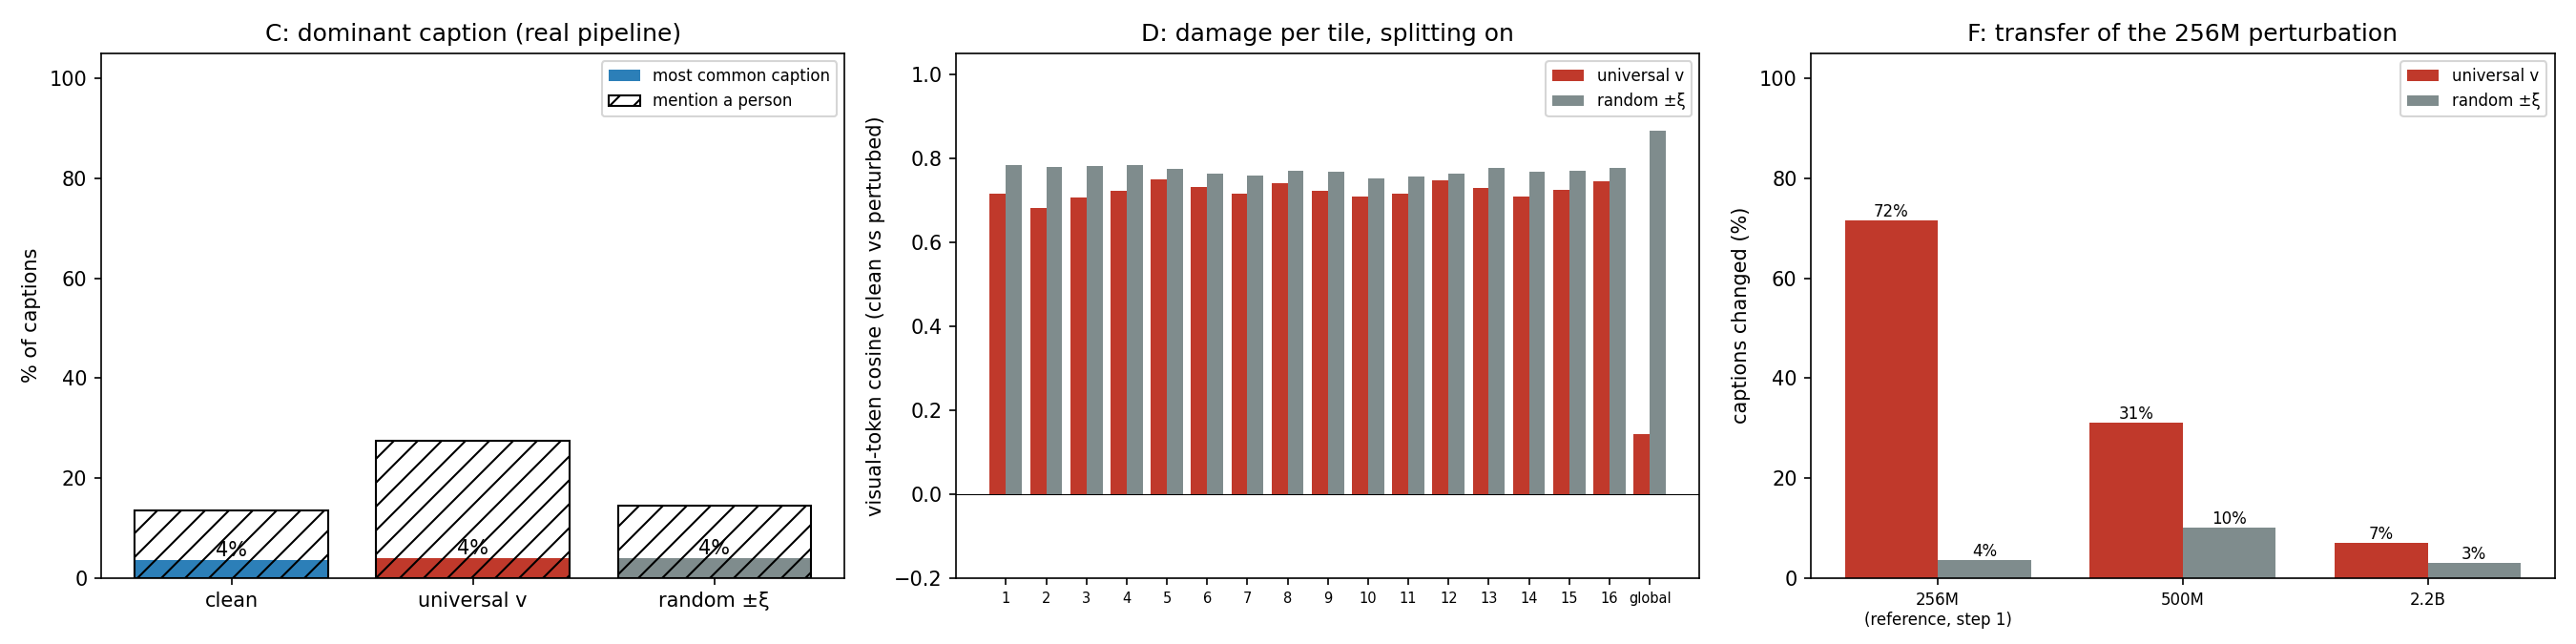 C: dominant caption (real pipeline)
% of captions
100
80
60
40
20
0
most common caption
mention a person
4%
4%
4%
clean
universal v
random ±ξ
D: damage per tile, splitting on
visual-token cosine (clean vs perturbed)
1.0
0.8
0.6
0.4
0.2
0.0
−0.2
universal v
random ±ξ
1 2 3 4 5 6 7 8 9 10 11 12 13 14 15 16 global
F: transfer of the 256M perturbation
captions changed (%)
100
80
60
40
20
0
universal v
random ±ξ
72%
4%
31%
10%
7%
3%
256M
(reference, step 1)
500M
2.2B